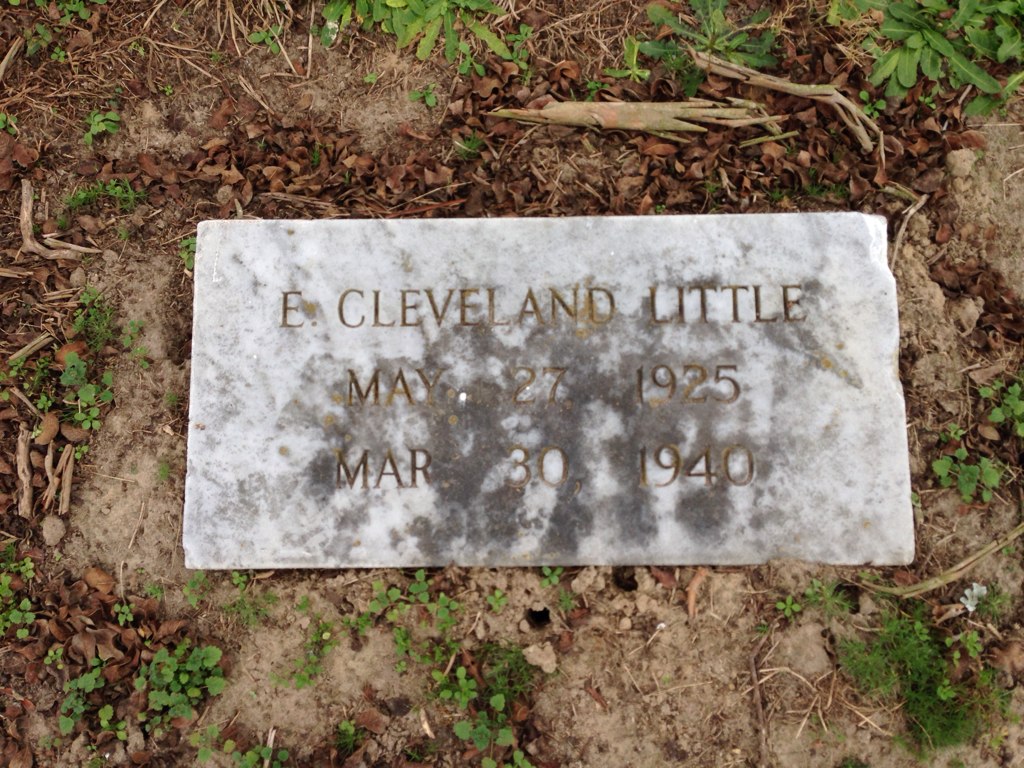 E. CLEVELAND LITTLE
MAY 27 1925
MAR. 30, 1940